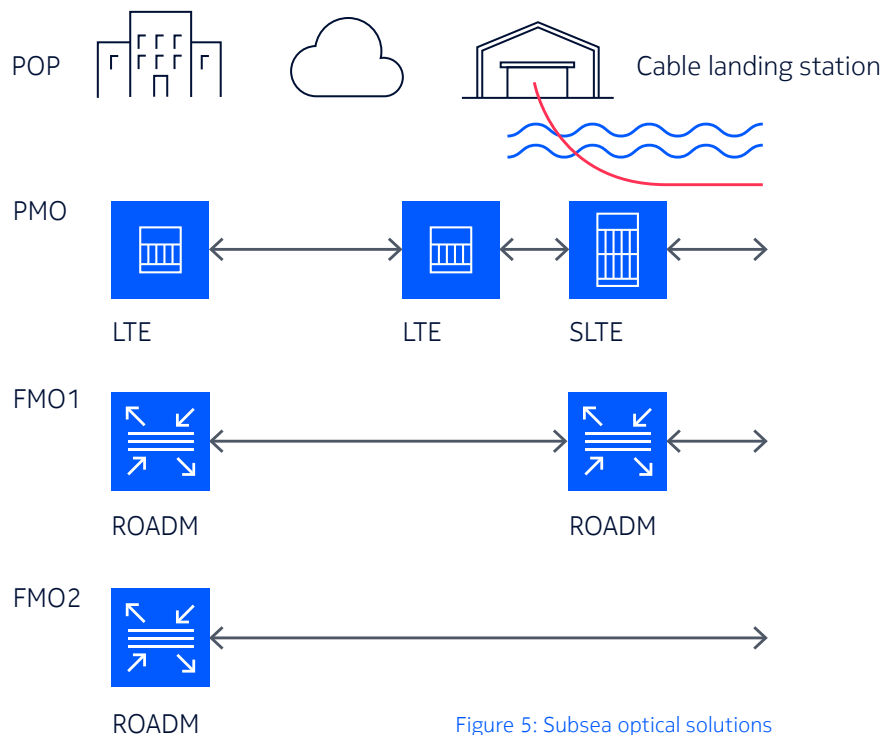 POP
Cable landing station
PMO
LTE
LTE
SLTE
FMO1
ROADM
ROADM
FMO2
ROADM
Figure 5: Subsea optical solutions